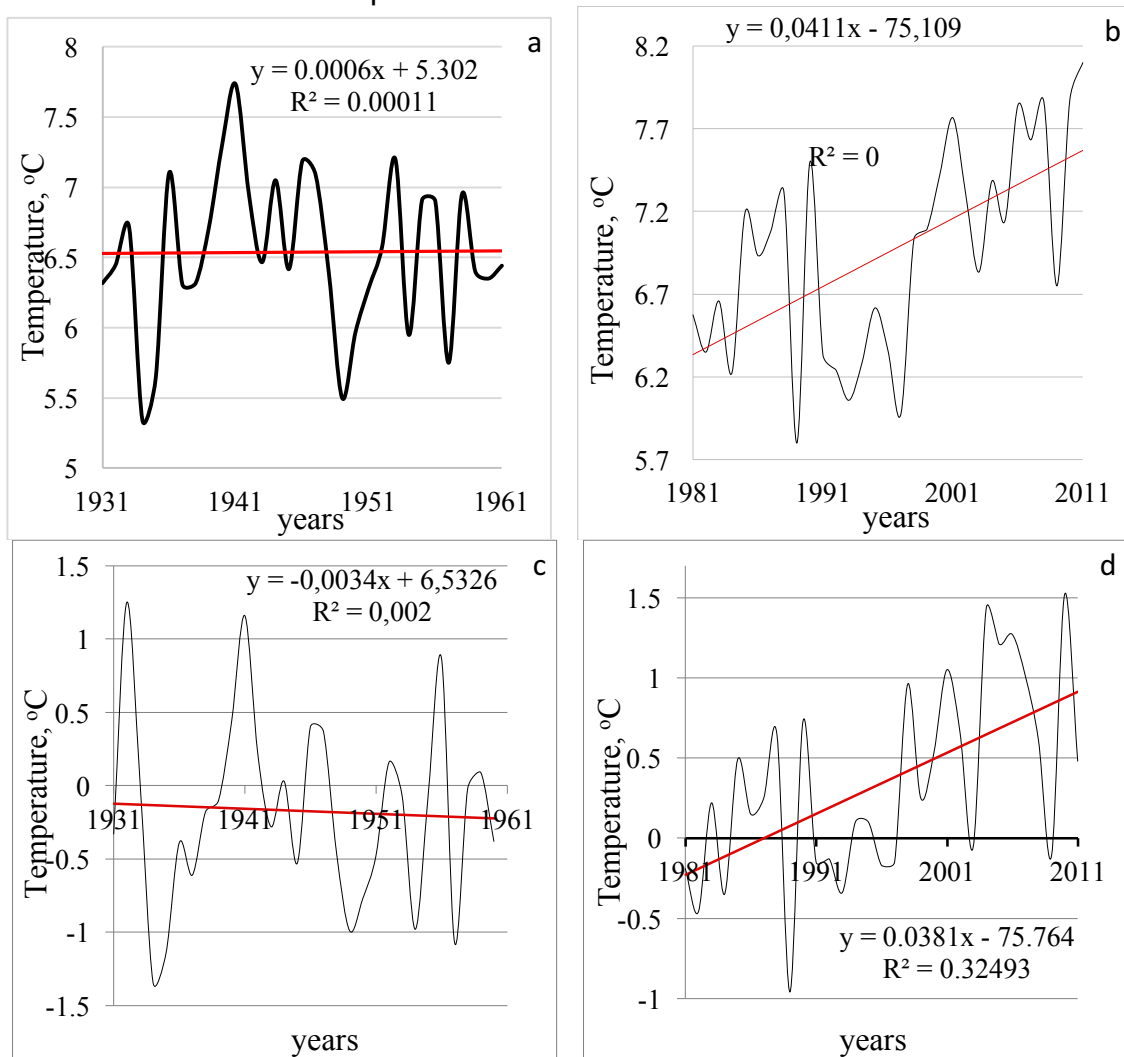 a
y = 0.0006x + 5.302
R² = 0.00011
Temperature, °C
8
7.5
7
6.5
6
5.5
5
1931 1941 1951 1961
years
b
y = 0,0411x - 75,109
R² = 0
Temperature, °C
8.2
7.7
7.2
6.7
6.2
5.7
1981 1991 2001 2011
years
c
y = -0,0034x + 6,5326
R² = 0,002
Temperature, °C
1.5
1
0.5
0
-0.5
-1
-1.5
1931 1941 1951 1961
years
d
Temperature, °C
1.5
1
0.5
0
-0.5
-1
1981 1991 2001 2011
y = 0.0381x - 75.764
R² = 0.32493
years